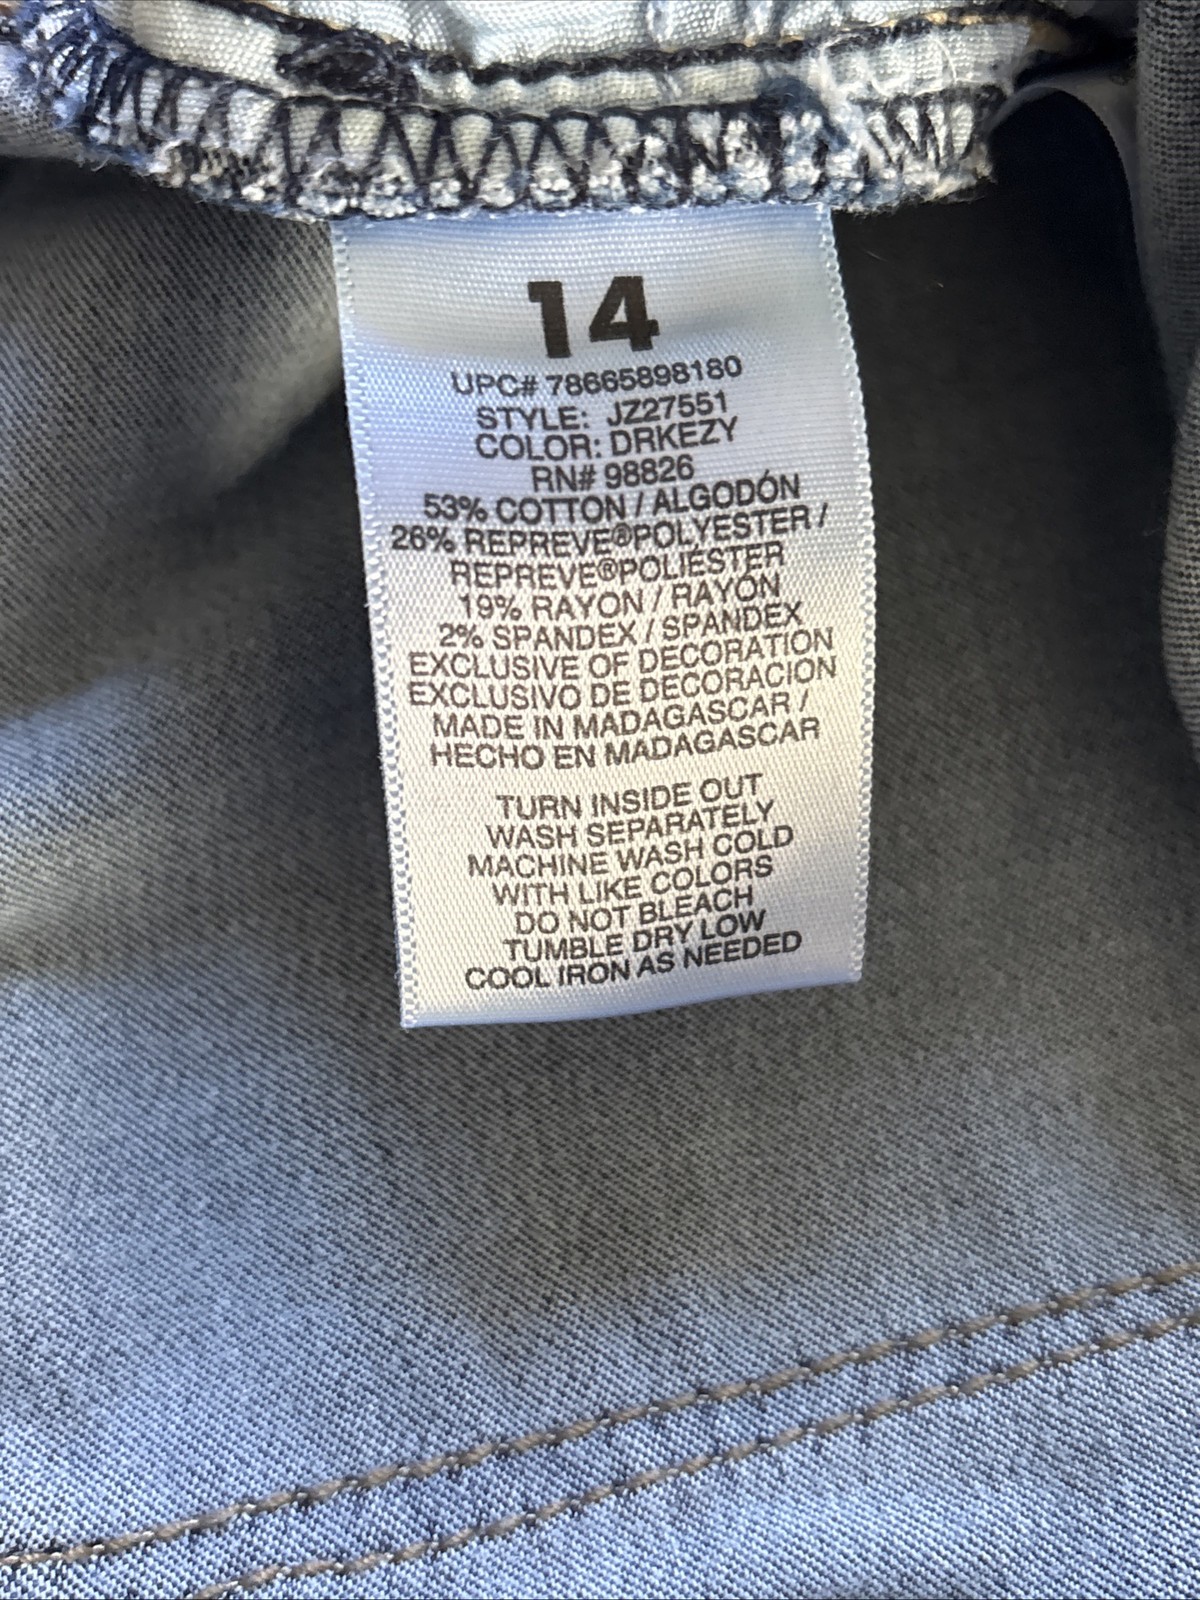 14
UPC# 78665898180
STYLE: JZ27551
COLOR: DRKEZY
RN# 98826
53% COTTON / ALGODÓN
26% REPREVE®POLYESTER /
REPREVE®POLIÉSTER
19% RAYON / RAYÓN
2% SPANDEX / SPANDEX
EXCLUSIVE OF DECORATION
EXCLUSIVO DE DECORACION
MADE IN MADAGASCAR /
HECHO EN MADAGASCAR
TURN INSIDE OUT
WASH SEPARATELY
MACHINE WASH COLD
WITH LIKE COLORS
DO NOT BLEACH
TUMBLE DRY LOW
COOL IRON AS NEEDED